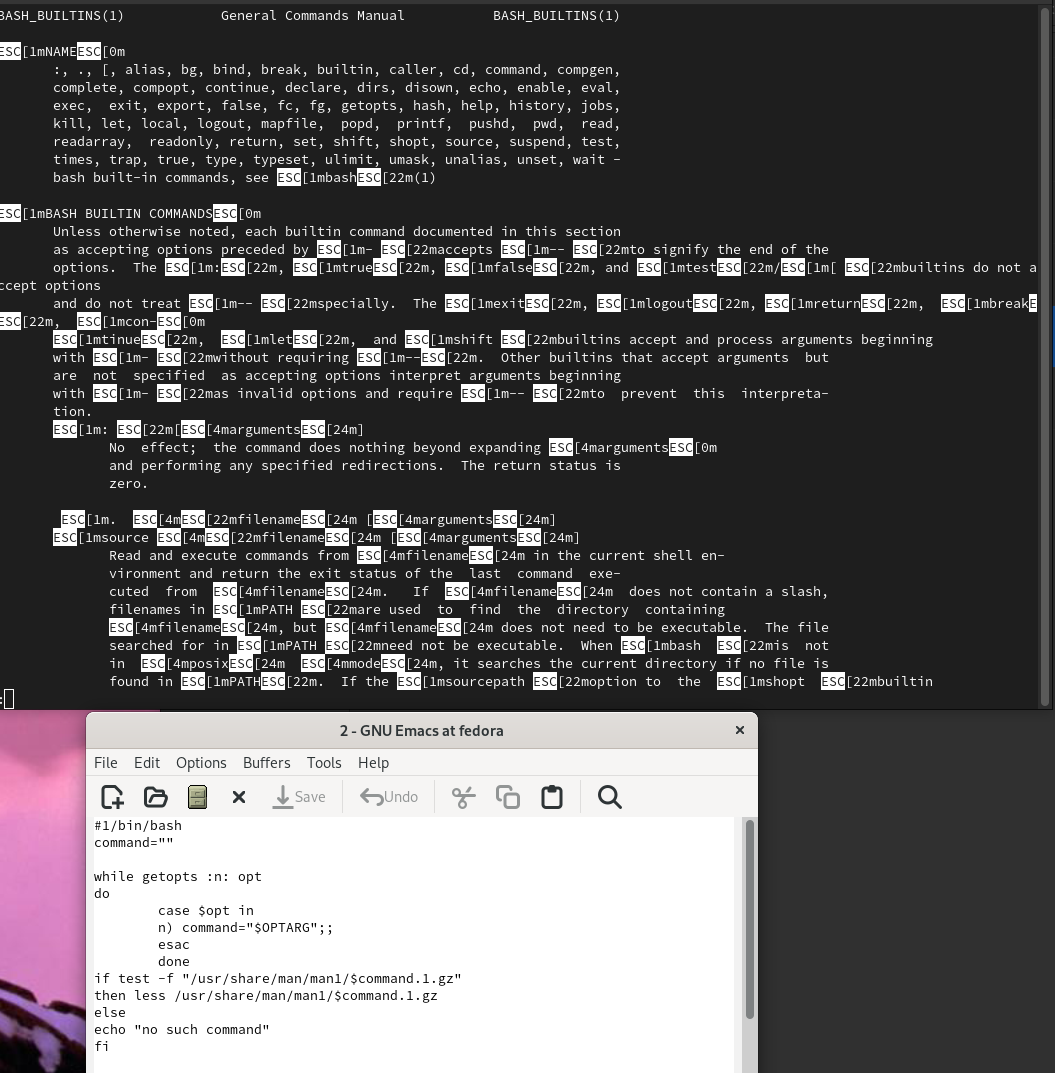 BASH_BUILTINS(1)            General Commands Manual           BASH_BUILTINS(1)
ESC[1mNAMEESC[0m
:, ., [, alias, bg, bind, break, builtin, caller, cd, command, compgen,
complete, compopt, continue, declare, dirs, disown, echo, enable, eval,
exec,  exit, export, false, fc, fg, getopts, hash, help, history, jobs,
kill, let, local, logout, mapfile,  popd,  printf,  pushd,  pwd,  read,
readarray,  readonly, return, set, shift, shopt, source, suspend, test,
times, trap, true, type, typeset, ulimit, umask, unalias, unset, wait -
bash built-in commands, see ESC[1mbashESC[22m(1)
ESC[1mBASH BUILTIN COMMANDSESC[0m
Unless otherwise noted, each builtin command documented in this section
as accepting options preceded by ESC[1m- ESC[22maccepts ESC[1m-- ESC[22mto signify the end of the
options.  The ESC[1m:ESC[22m, ESC[1mtrueESC[22m, ESC[1mfalseESC[22m, and ESC[1mtestESC[22m/ESC[1m[ ESC[22mbuiltins do not a
ccept options
and do not treat ESC[1m-- ESC[22mspecially.  The ESC[1mexitESC[22m, ESC[1mlogoutESC[22m, ESC[1mreturnESC[22m,  ESC[1mbreakE
ESC[22m,  ESC[1mcon-ESC[0m
ESC[1mtinueESC[22m,  ESC[1mletESC[22m,  and ESC[1mshift ESC[22mbuiltins accept and process arguments beginning
with ESC[1m- ESC[22mwithout requiring ESC[1m--ESC[22m.  Other builtins that accept arguments  but
are  not  specified  as accepting options interpret arguments beginning
with ESC[1m- ESC[22mas invalid options and require ESC[1m-- ESC[22mto  prevent  this  interpreta-
tion.
ESC[1m: ESC[22m[ESC[4margumentsESC[24m]
No  effect;  the command does nothing beyond expanding ESC[4margumentsESC[0m
and performing any specified redirections.  The return status is
zero.
ESC[1m.  ESC[4mESC[22mfilenameESC[24m [ESC[4margumentsESC[24m]
ESC[1msource ESC[4mESC[22mfilenameESC[24m [ESC[4margumentsESC[24m]
Read and execute commands from ESC[4mfilenameESC[24m in the current shell en-
vironment and return the exit status of the  last  command  exe-
cuted  from  ESC[4mfilenameESC[24m.   If  ESC[4mfilenameESC[24m  does not contain a slash,
filenames in ESC[1mPATH ESC[22mare used  to  find  the  directory  containing
ESC[4mfilenameESC[24m, but ESC[4mfilenameESC[24m does not need to be executable.  The file
searched for in ESC[1mPATH ESC[22mneed not be executable.  When ESC[1mbash  ESC[22mis  not
in  ESC[4mposixESC[24m  ESC[4mmodeESC[24m, it searches the current directory if no file is
found in ESC[1mPATHESC[22m.  If the ESC[1msourcepath ESC[22moption to  the  ESC[1mshopt  ESC[22mbuiltin
:
2 - GNU Emacs at fedora
File Edit Options Buffers Tools Help
Save Undo
#1/bin/bash
command=""
while getopts :n: opt
do
case $opt in
n) command="$OPTARG";;
esac
done
if test -f "/usr/share/man/man1/$command.1.gz"
then less /usr/share/man/man1/$command.1.gz
else
echo "no such command"
fi